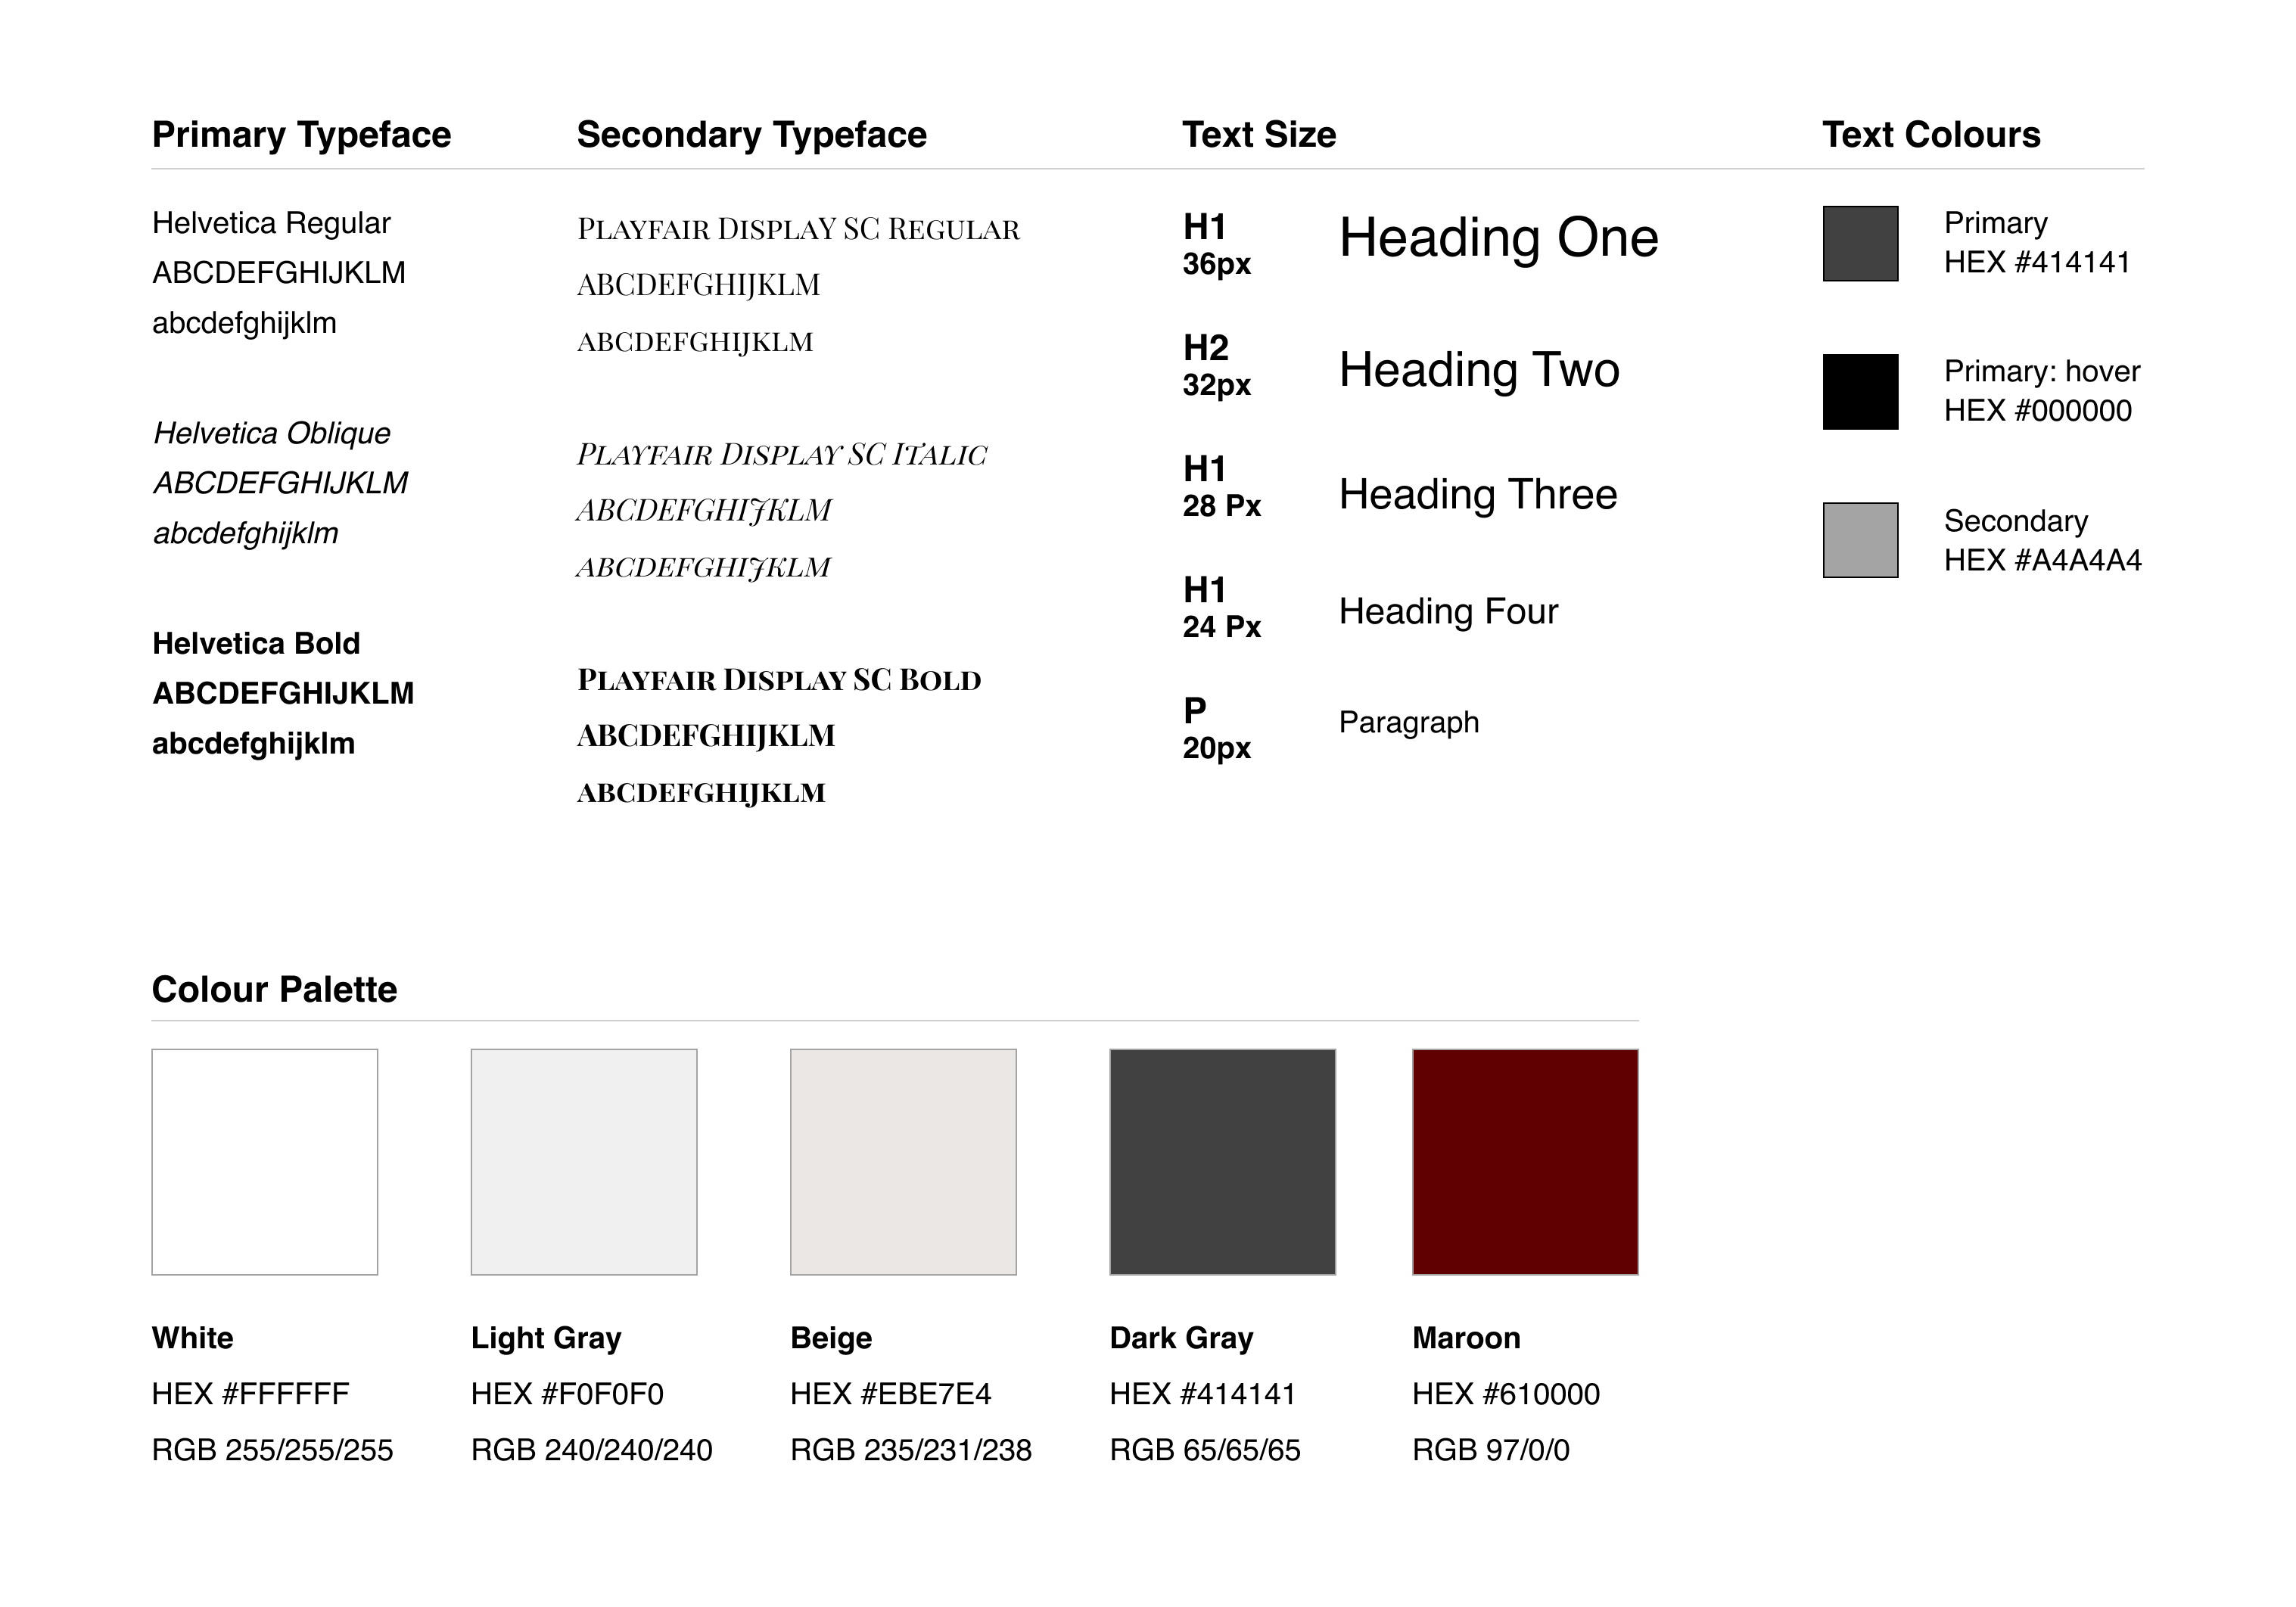 Primary Typeface
Helvetica Regular
ABCDEFGHIJKLM
abcdefghijklm
Helvetica Oblique
ABCDEFGHIJKLM
abcdefghijklm
Helvetica Bold
ABCDEFGHIJKLM
abcdefghijklm
Secondary Typeface
Playfair DisplaY SC Regular
ABCDEFGHIJKLM
abcdefghijklm
Playfair Display SC Italic
ABCDEFGHIJKLM
abcdefghijklm
Playfair Display SC Bold
ABCDEFGHIJKLM
abcdefghijklm
Text Size
H1
36px
Heading One
H2
32px
Heading Two
H1
28 Px
Heading Three
H1
24 Px
Heading Four
P
20px
Paragraph
Text Colours
Primary
HEX #414141
Primary: hover
HEX #000000
Secondary
HEX #A4A4A4
Colour Palette
White
HEX #FFFFFF
RGB 255/255/255
Light Gray
HEX #F0F0F0
RGB 240/240/240
Beige
HEX #EBE7E4
RGB 235/231/238
Dark Gray
HEX #414141
RGB 65/65/65
Maroon
HEX #610000
RGB 97/0/0